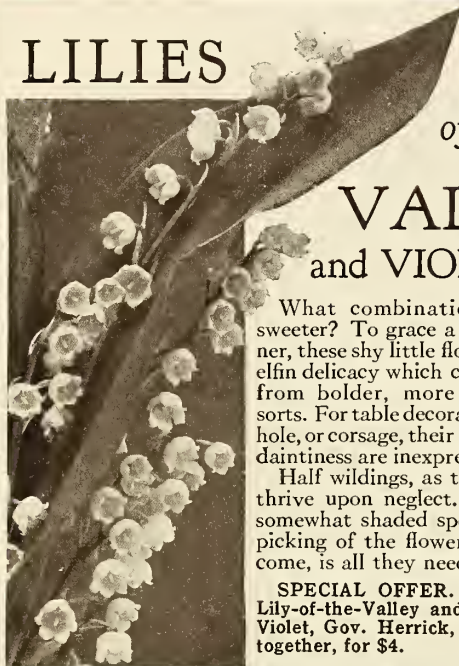 LILIES
VAL
and VIO
What combinatio
sweeter? To grace a
ner, these shy little flo
elfin delicacy which c
from bolder, more
sorts. For table decora
hole, or corsage, their
daintiness are inexpre
Half wildings, as t
thrive upon neglect.
somewhat shaded spo
picking of the flower
come, is all they need
SPECIAL OFFER.
Lily-of-the-Valley and
Violet, Gov. Herrick,
together, for $4.